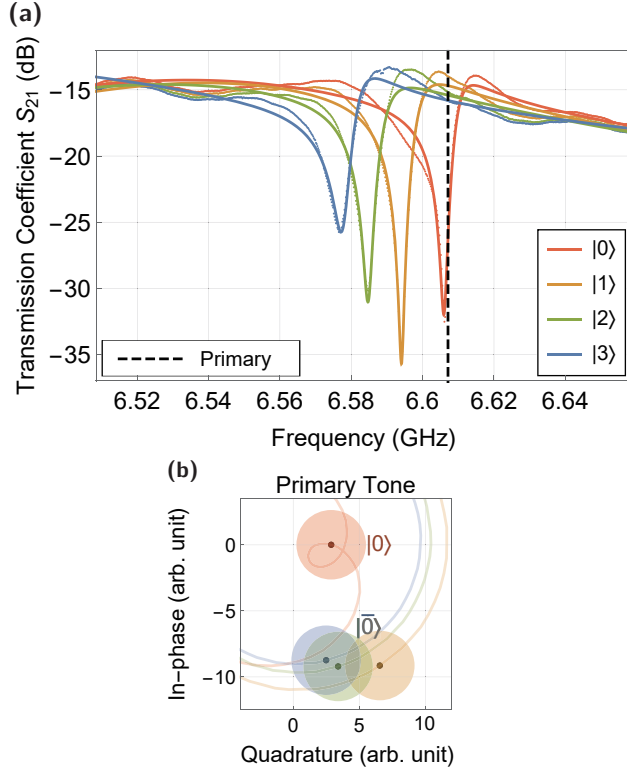 (a)
Transmission Coefficient S21 (dB)
−15
−20
−25
−30
−35
|0⟩
|1⟩
|2⟩
|3⟩
Primary
6.52 6.54 6.56 6.58 6.6 6.62 6.64
Frequency (GHz)
(b)
Primary Tone
In−phase (arb. unit)
0
−5
−10
|0⟩
|0̅⟩
0 5 10
Quadrature (arb. unit)